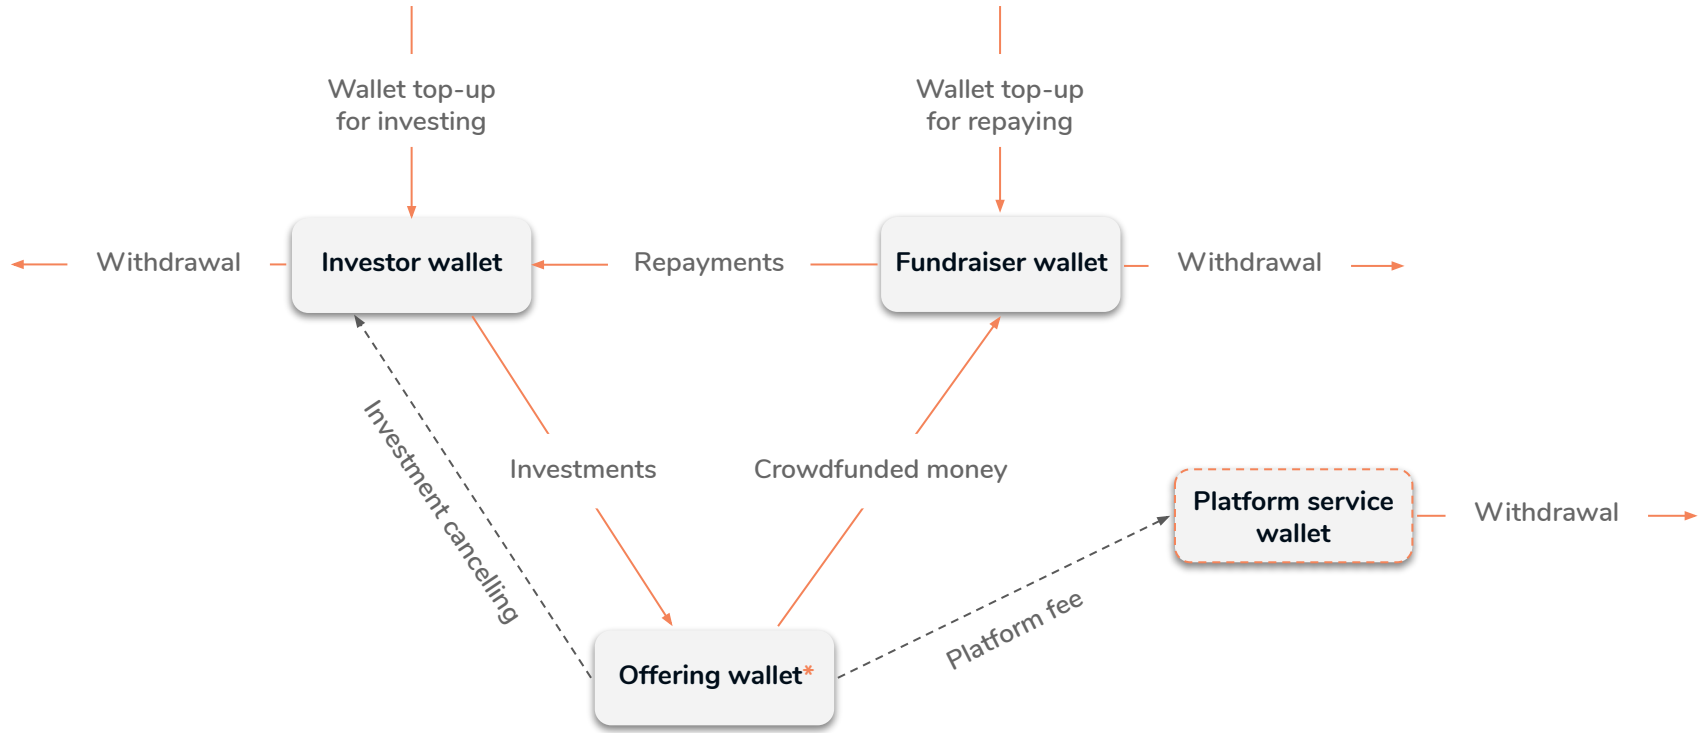 Wallet top-up
for investing
Wallet top-up
for repaying
Withdrawal
Investor wallet
Repayments
Fundraiser wallet
Withdrawal
Investment cancelling
Investments
Crowdfunded money
Platform service
wallet
Withdrawal
Platform fee
Offering wallet*